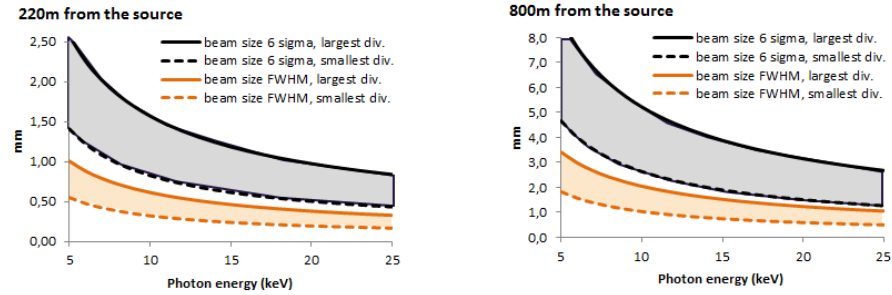 220m from the source
2,50
2,00
1,50
1,00
0,50
0,00
mm
5
10
15
20
25
Photon energy (keV)
beam size 6 sigma, largest div.
beam size 6 sigma, smallest div.
beam size FWHM, largest div.
beam size FWHM, smallest div.
800m from the source
8,0
7,0
6,0
5,0
4,0
3,0
2,0
1,0
0,0
mm
5
10
15
20
25
Photon energy (keV)
beam size 6 sigma, largest div.
beam size 6 sigma, smallest div.
beam size FWHM, largest div.
beam size FWHM, smallest div.